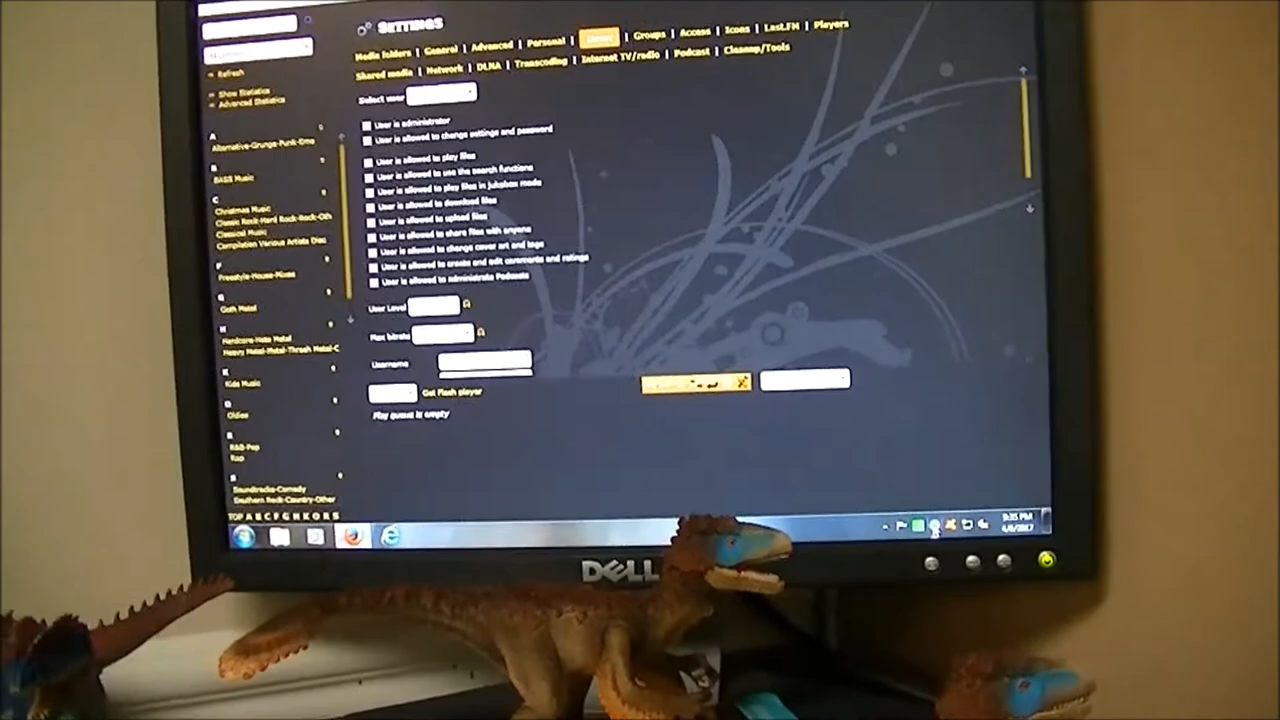 SETTINGS
Media folders | General | Advanced | Personal | Users | Groups | Access | Icons | Last.FM | Players
Shared media | Network | DLNA | Transcoding | Internet TV/radio | Podcast | Cleanup/Tools
Refresh
Show Statistics
Advanced Statistics
A
Alternative-Grunge-Punk-Emo
B
BASS Music
C
Christmas Music
Classic Rock-Hard Rock-Rock-Oth
Classical Music
Compilation Various Artists Disc
F
Freestyle-House-Mixes
G
Goth Metal
H
Hardcore-Nata Metal
Heavy Metal-Metal-Thrash Metal-C
K
Kids Music
O
Oldies
R
R&B-Pop
Rap
S
Soundtracks-Comedy
Southern Rock-Country-Other
TOP A B C F G H K O R S
Select user
User is administrator
User is allowed to change settings and password
User is allowed to play files
User is allowed to use the search functions
User is allowed to play files in jukebox mode
User is allowed to download files
User is allowed to upload files
User is allowed to share files with anyone
User is allowed to change cover art and tags
User is allowed to create and edit comments and ratings
User is allowed to administrate Podcasts
User Level
Max bitrate
Username
Get Flash player
Play queue is empty
9:35 PM
DELL